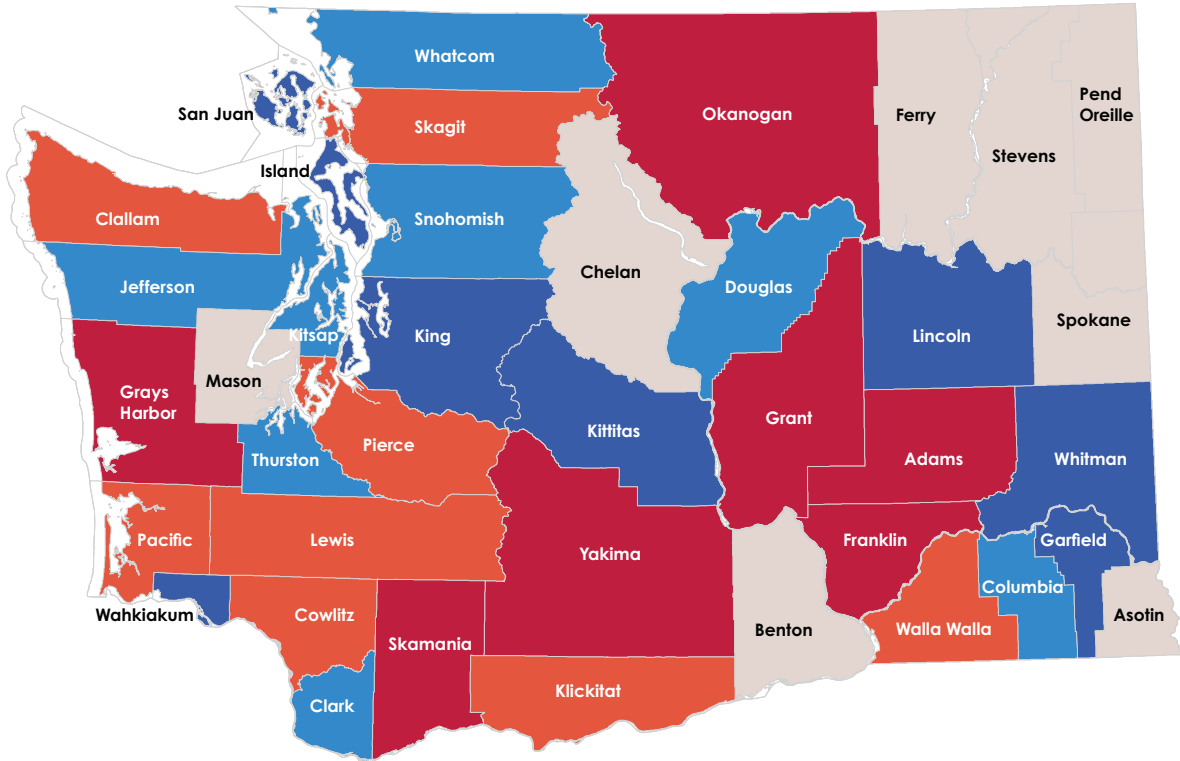 Whatcom
San Juan
Skagit
Okanogan
Ferry
Pend
Oreille
Stevens
Island
Clallam
Snohomish
Chelan
Jefferson
Douglas
Kitsap
King
Lincoln
Spokane
Mason
Grays
Harbor
Grant
Kittitas
Pierce
Thurston
Adams
Whitman
Pacific
Lewis
Yakima
Franklin
Garfield
Columbia
Wahkiakum
Cowlitz
Skamania
Benton
Walla Walla
Asotin
Klickitat
Clark